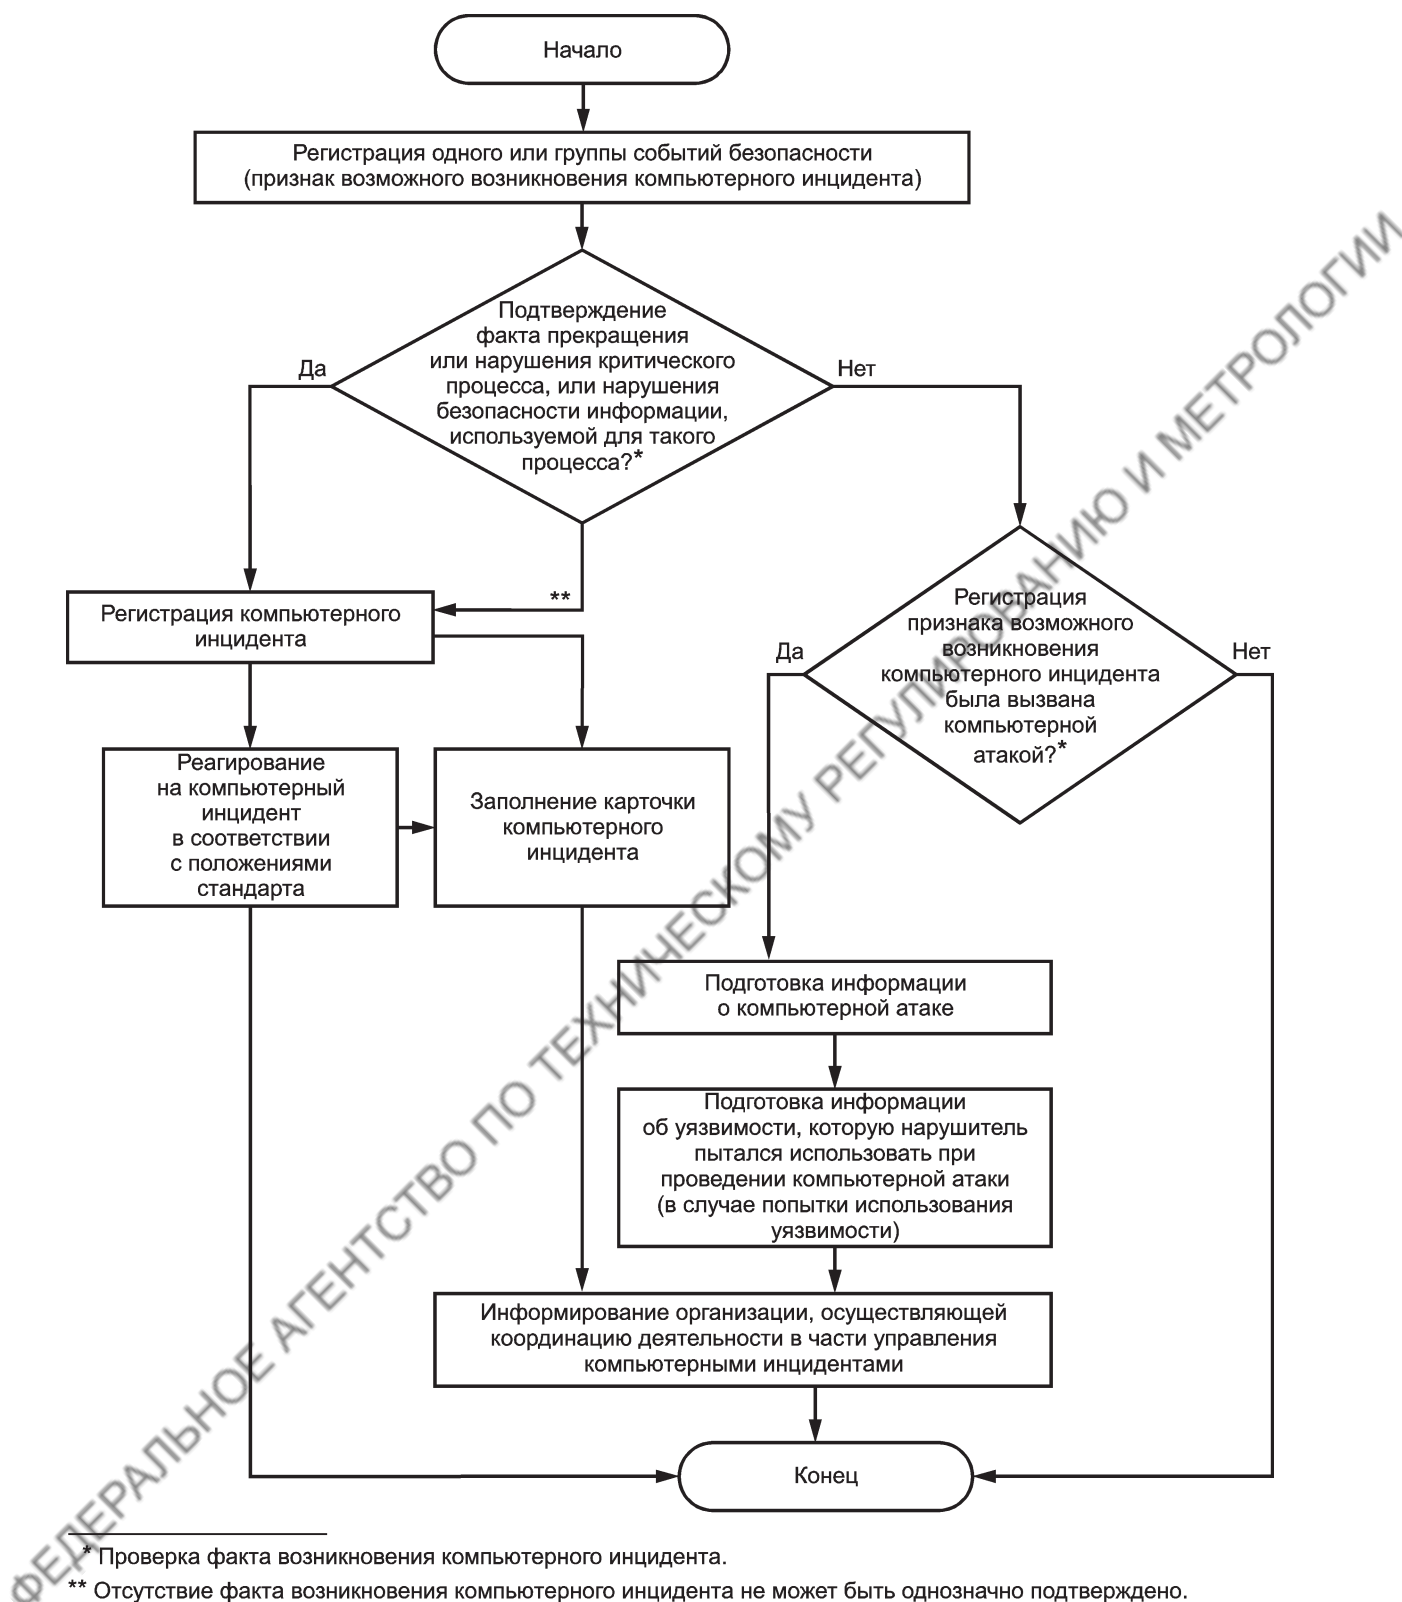 Начало
Регистрация одного или группы событий безопасности
(признак возможного возникновения компьютерного инцидента)
Подтверждение
факта прекращения
или нарушения критического
процесса, или нарушения
безопасности информации,
используемой для такого
процесса?*
Да
Нет
**
Регистрация компьютерного
инцидента
Регистрация
признака возможного
возникновения
компьютерного инцидента
была вызвана
компьютерной
атакой?*
Да
Нет
Реагирование
на компьютерный
инцидент
в соответствии
с положениями
стандарта
Заполнение карточки
компьютерного
инцидента
Подготовка информации
о компьютерной атаке
Подготовка информации
об уязвимости, которую нарушитель
пытался использовать при
проведении компьютерной атаки
(в случае попытки использования
уязвимости)
Информирование организации, осуществляющей
координацию деятельности в части управления
компьютерными инцидентами
Конец
* Проверка факта возникновения компьютерного инцидента.
** Отсутствие факта возникновения компьютерного инцидента не может быть однозначно подтверждено.
ФЕДЕРАЛЬНОЕ АГЕНТСТВО ПО ТЕХНИЧЕСКОМУ РЕГУЛИРОВАНИЮ И МЕТРОЛОГИИ